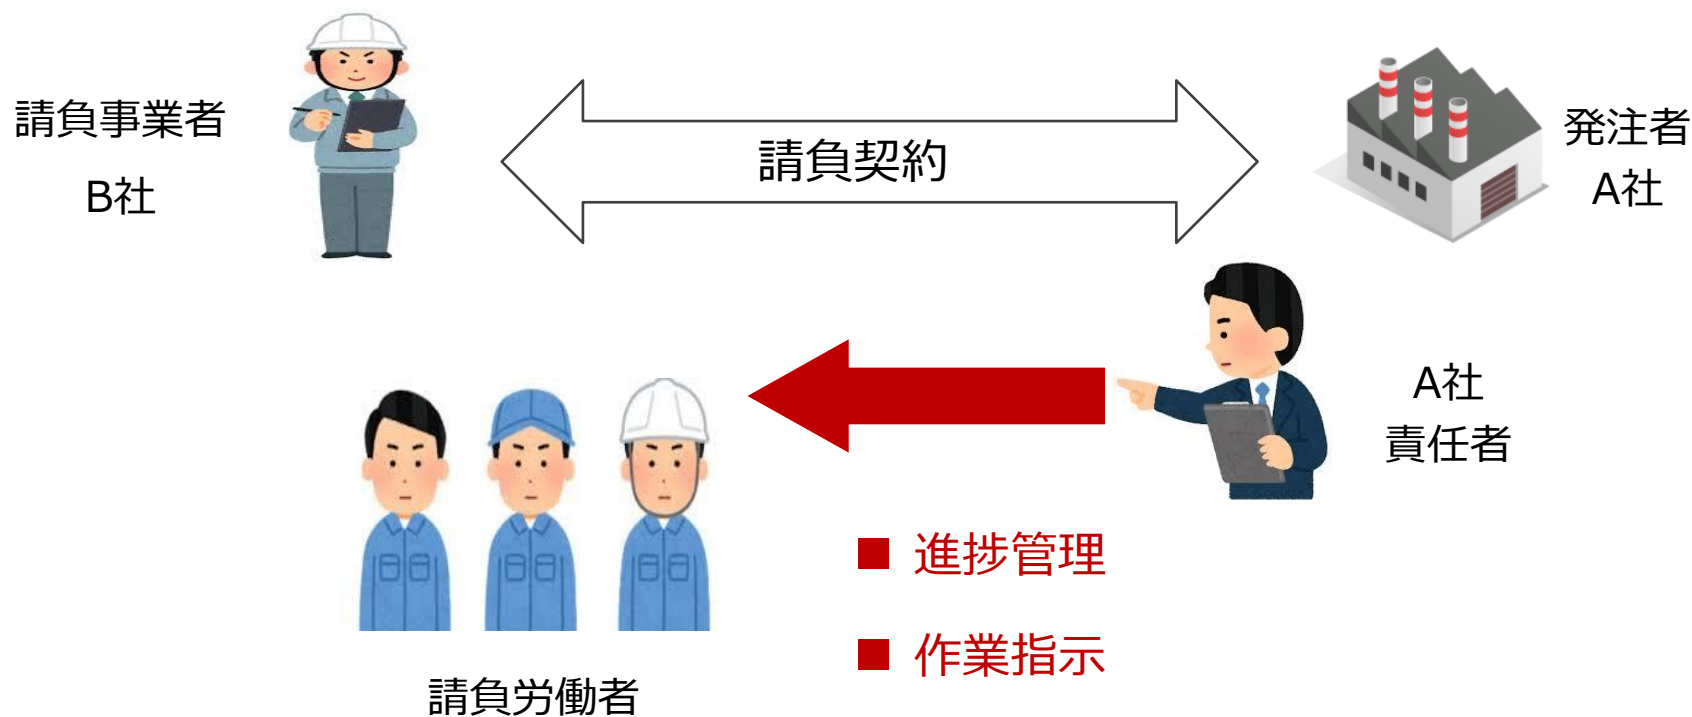 請負事業者
B社
請負契約
発注者
A社
A社
責任者
■ 進捗管理
■ 作業指示
請負労働者